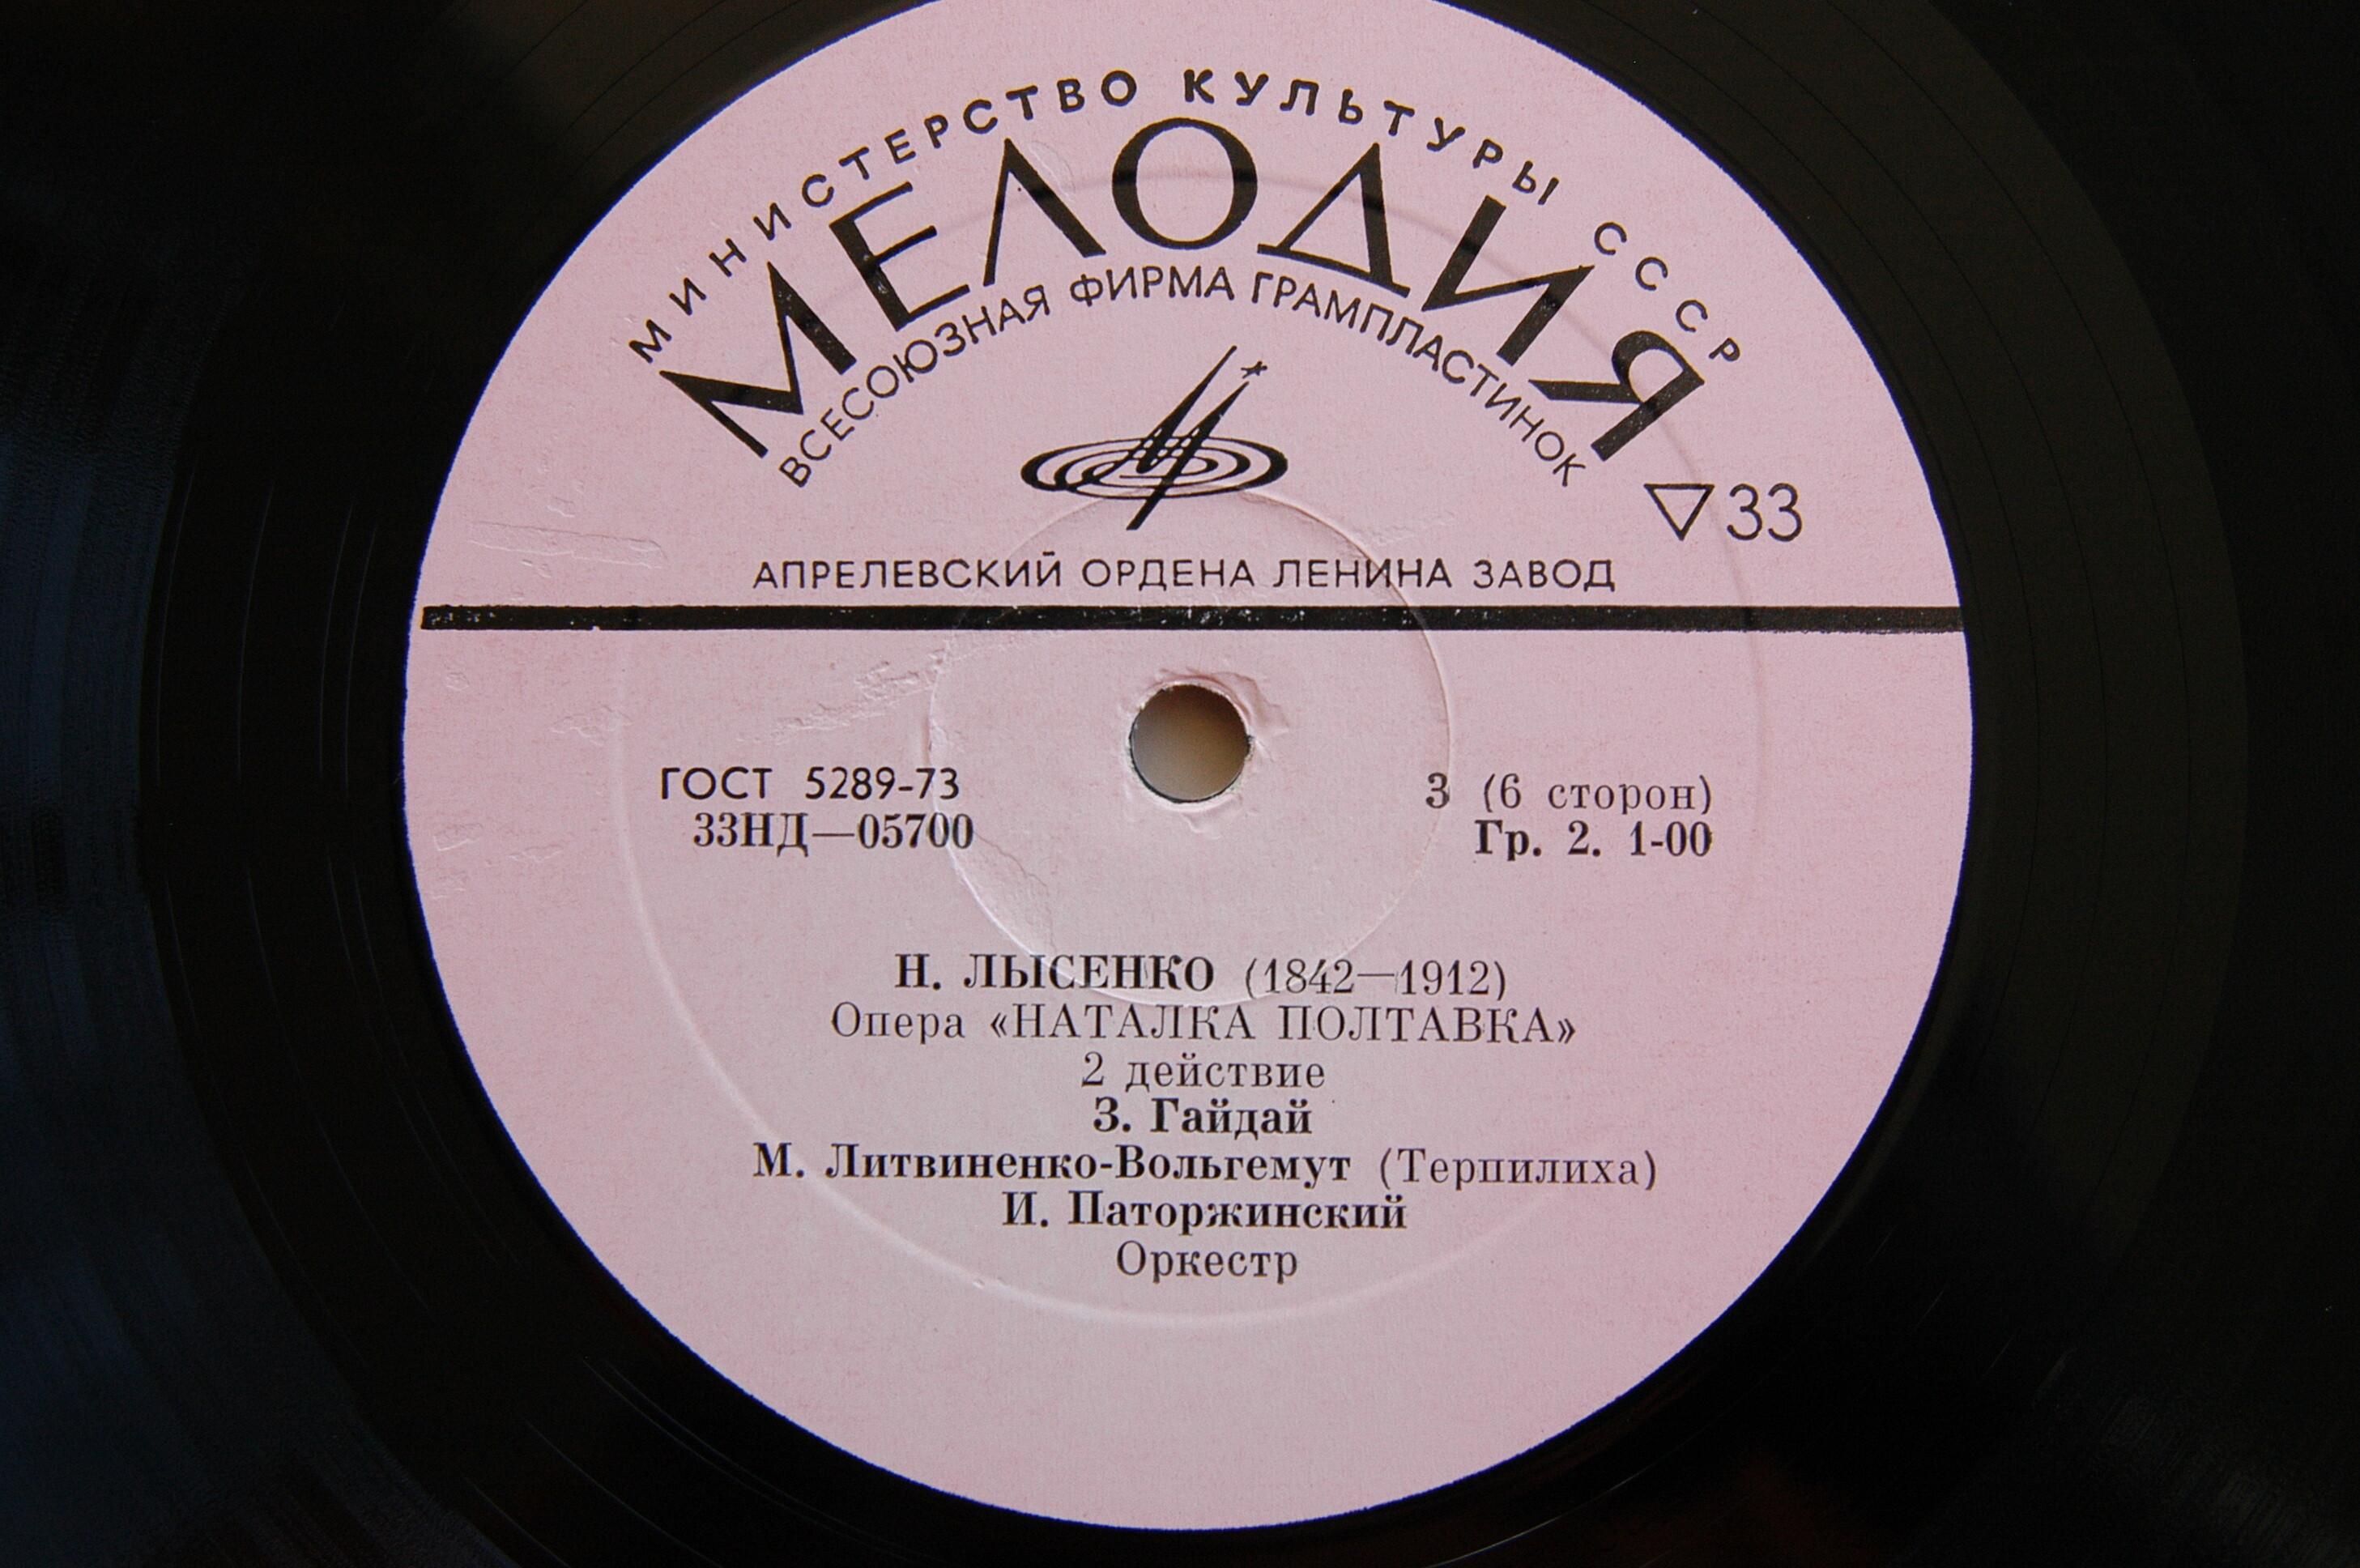 МИНИСТЕРСТВО КУЛЬТУРЫ СССР
МЕЛОДИЯ
ВСЕСОЮЗНАЯ ФИРМА ГРАМПЛАСТИНОК
▽33
АПРЕЛЕВСКИЙ ОРДЕНА ЛЕНИНА ЗАВОД
ГОСТ 5289-73
33НД—05700
3 (6 сторон)
Гр. 2. 1-00
Н. ЛЫСЕНКО (1842—1912)
Опера «НАТАЛКА ПОЛТАВКА»
2 действие
З. Гайдай
М. Литвиненко-Вольгемут (Терпилиха)
И. Паторжинский
Оркестр